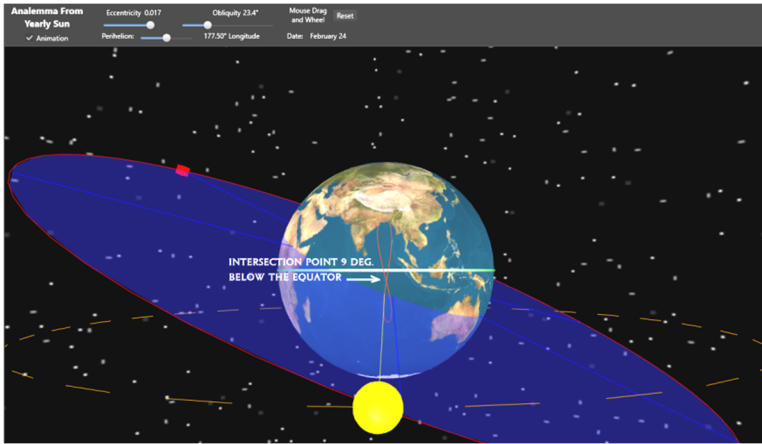 Analemma From
Yearly Sun
✓ Animation
Eccentricity 0.017
Perihelion:
Obliquity 23.4°
177.50° Longitude
Mouse Drag
and Wheel
Reset
Date: February 24
INTERSECTION POINT 9 DEG.
BELOW THE EQUATOR